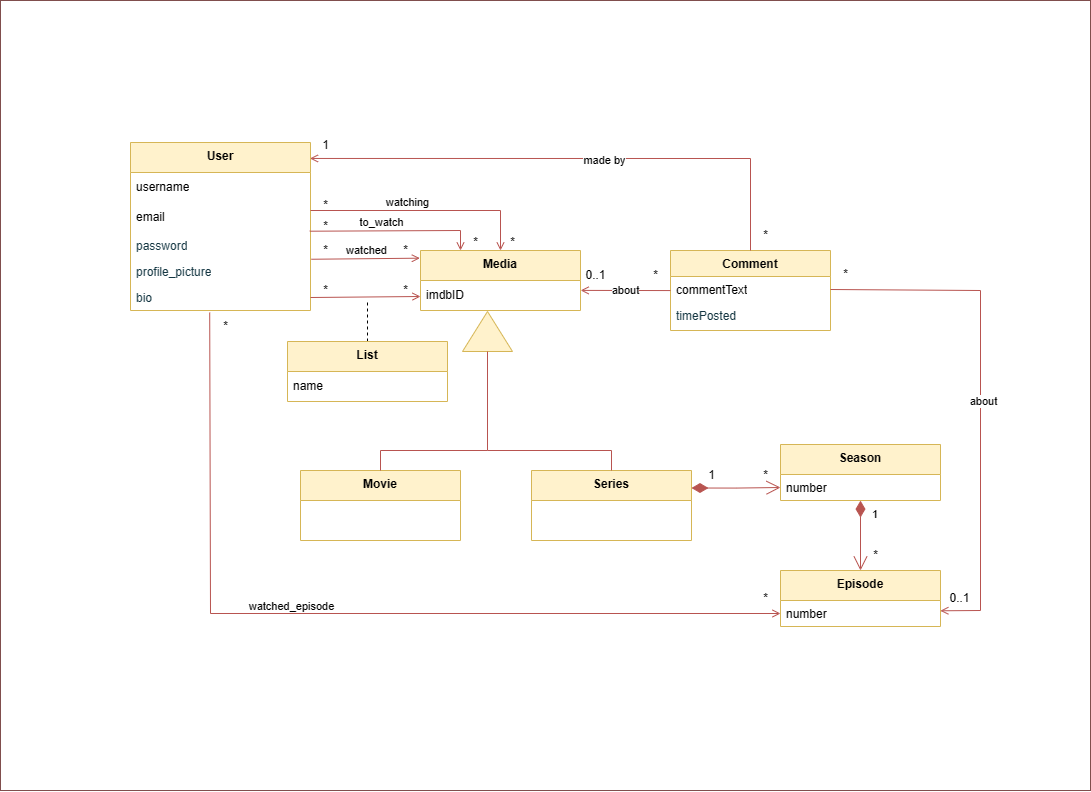 1
User
made by
username
*
watching
email
*
to_watch
*
*
*
password
*
watched
*
Media
Comment
0..1
*
*
profile_picture
*
*
imdbID
about
commentText
bio
timePosted
*
List
name
about
Season
Movie
Series
1
*
number
1
*
Episode
*
0..1
watched_episode
number